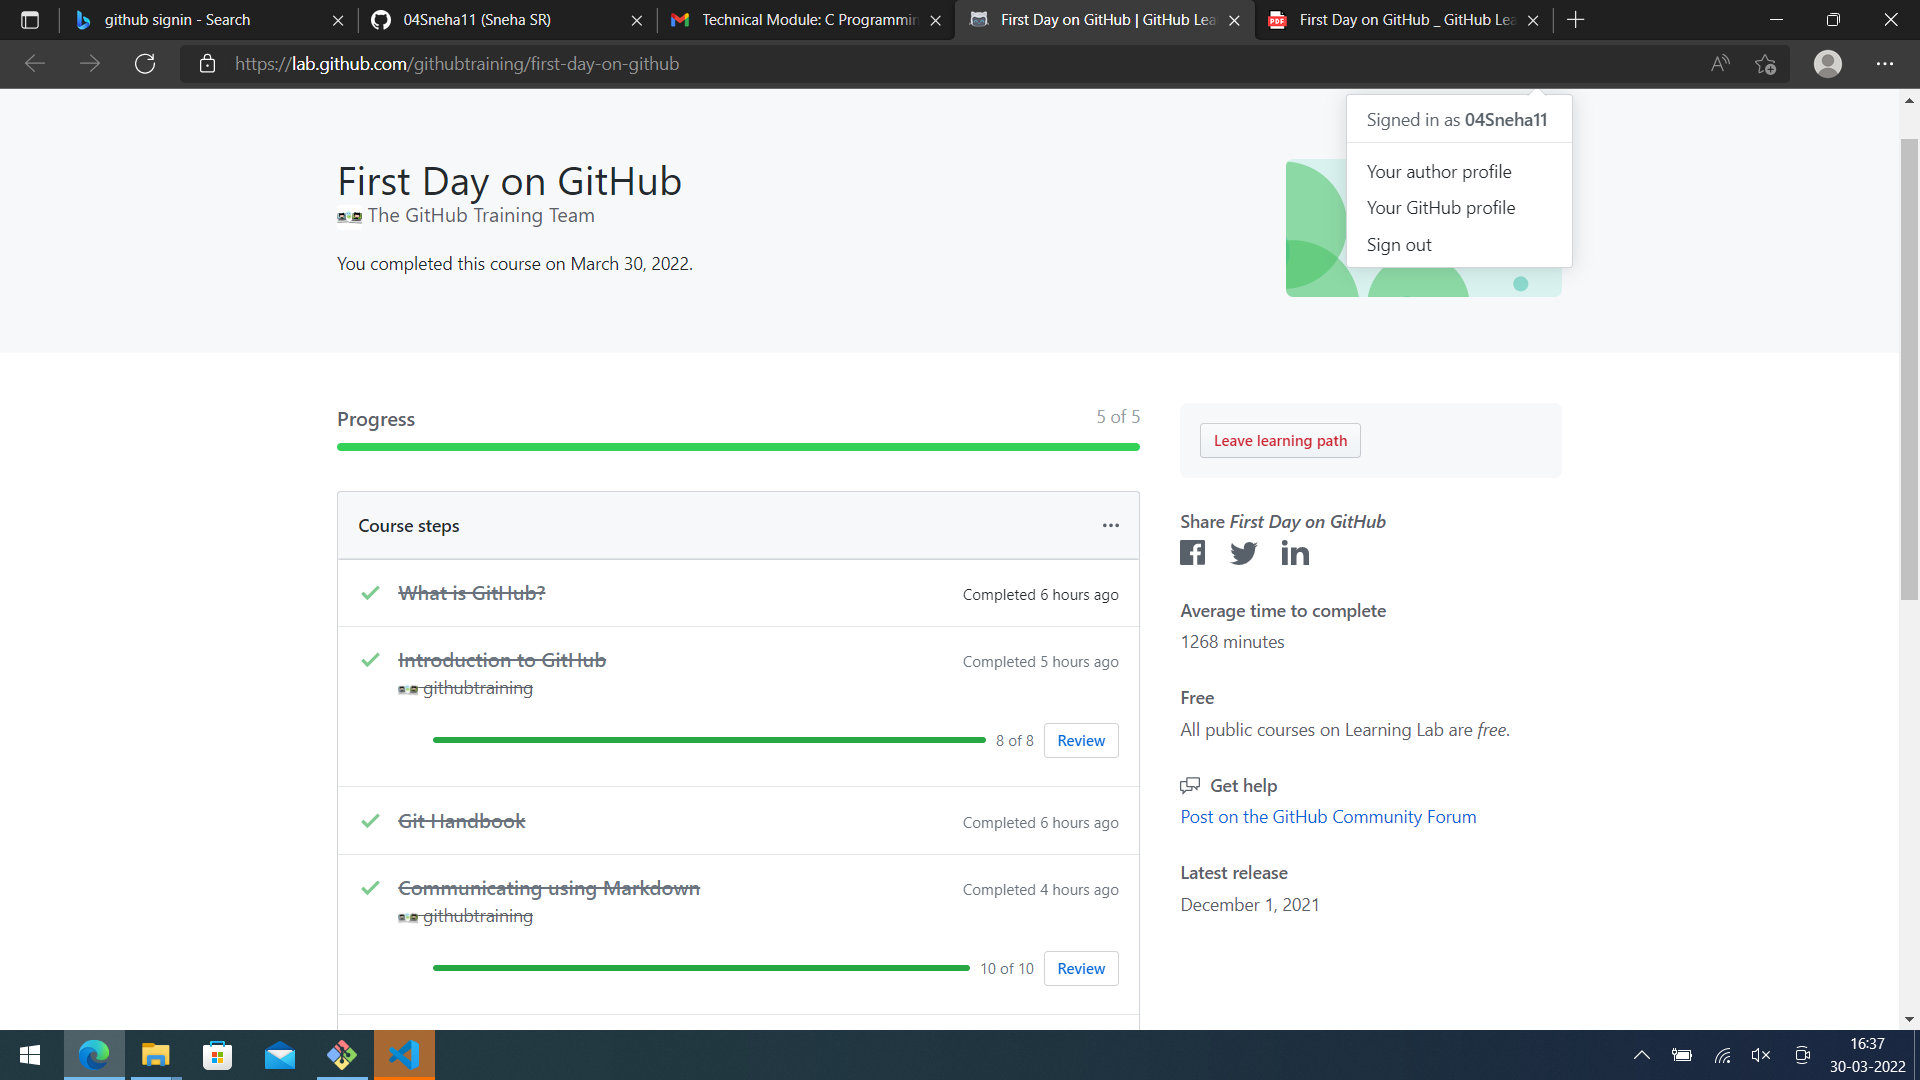 github signin - Search
04Sneha11 (Sneha SR)
Technical Module: C Programmin
First Day on GitHub | GitHub Lea
First Day on GitHub _ GitHub Lea
https://lab.github.com/githubtraining/first-day-on-github
Signed in as 04Sneha11
Your author profile
Your GitHub profile
Sign out
First Day on GitHub
The GitHub Training Team
You completed this course on March 30, 2022.
Progress
5 of 5
Leave learning path
Course steps
What is GitHub?
Completed 6 hours ago
Introduction to GitHub
Completed 5 hours ago
githubtraining
8 of 8
Review
Git Handbook
Completed 6 hours ago
Communicating using Markdown
Completed 4 hours ago
githubtraining
10 of 10
Review
Share First Day on GitHub
Average time to complete
1268 minutes
Free
All public courses on Learning Lab are free.
Get help
Post on the GitHub Community Forum
Latest release
December 1, 2021
16:37
30-03-2022